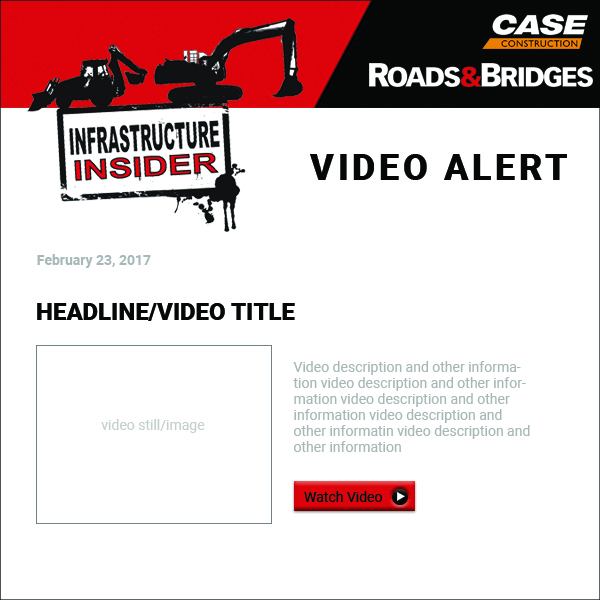 CASE
CONSTRUCTION
ROADS&BRIDGES
INFRASTRUCTURE
INSIDER
VIDEO ALERT
February 23, 2017
HEADLINE/VIDEO TITLE
video still/image
Video description and other informa-
tion video description and other infor-
mation video description and other
information video description and
other informatin video description and
other information
Watch Video